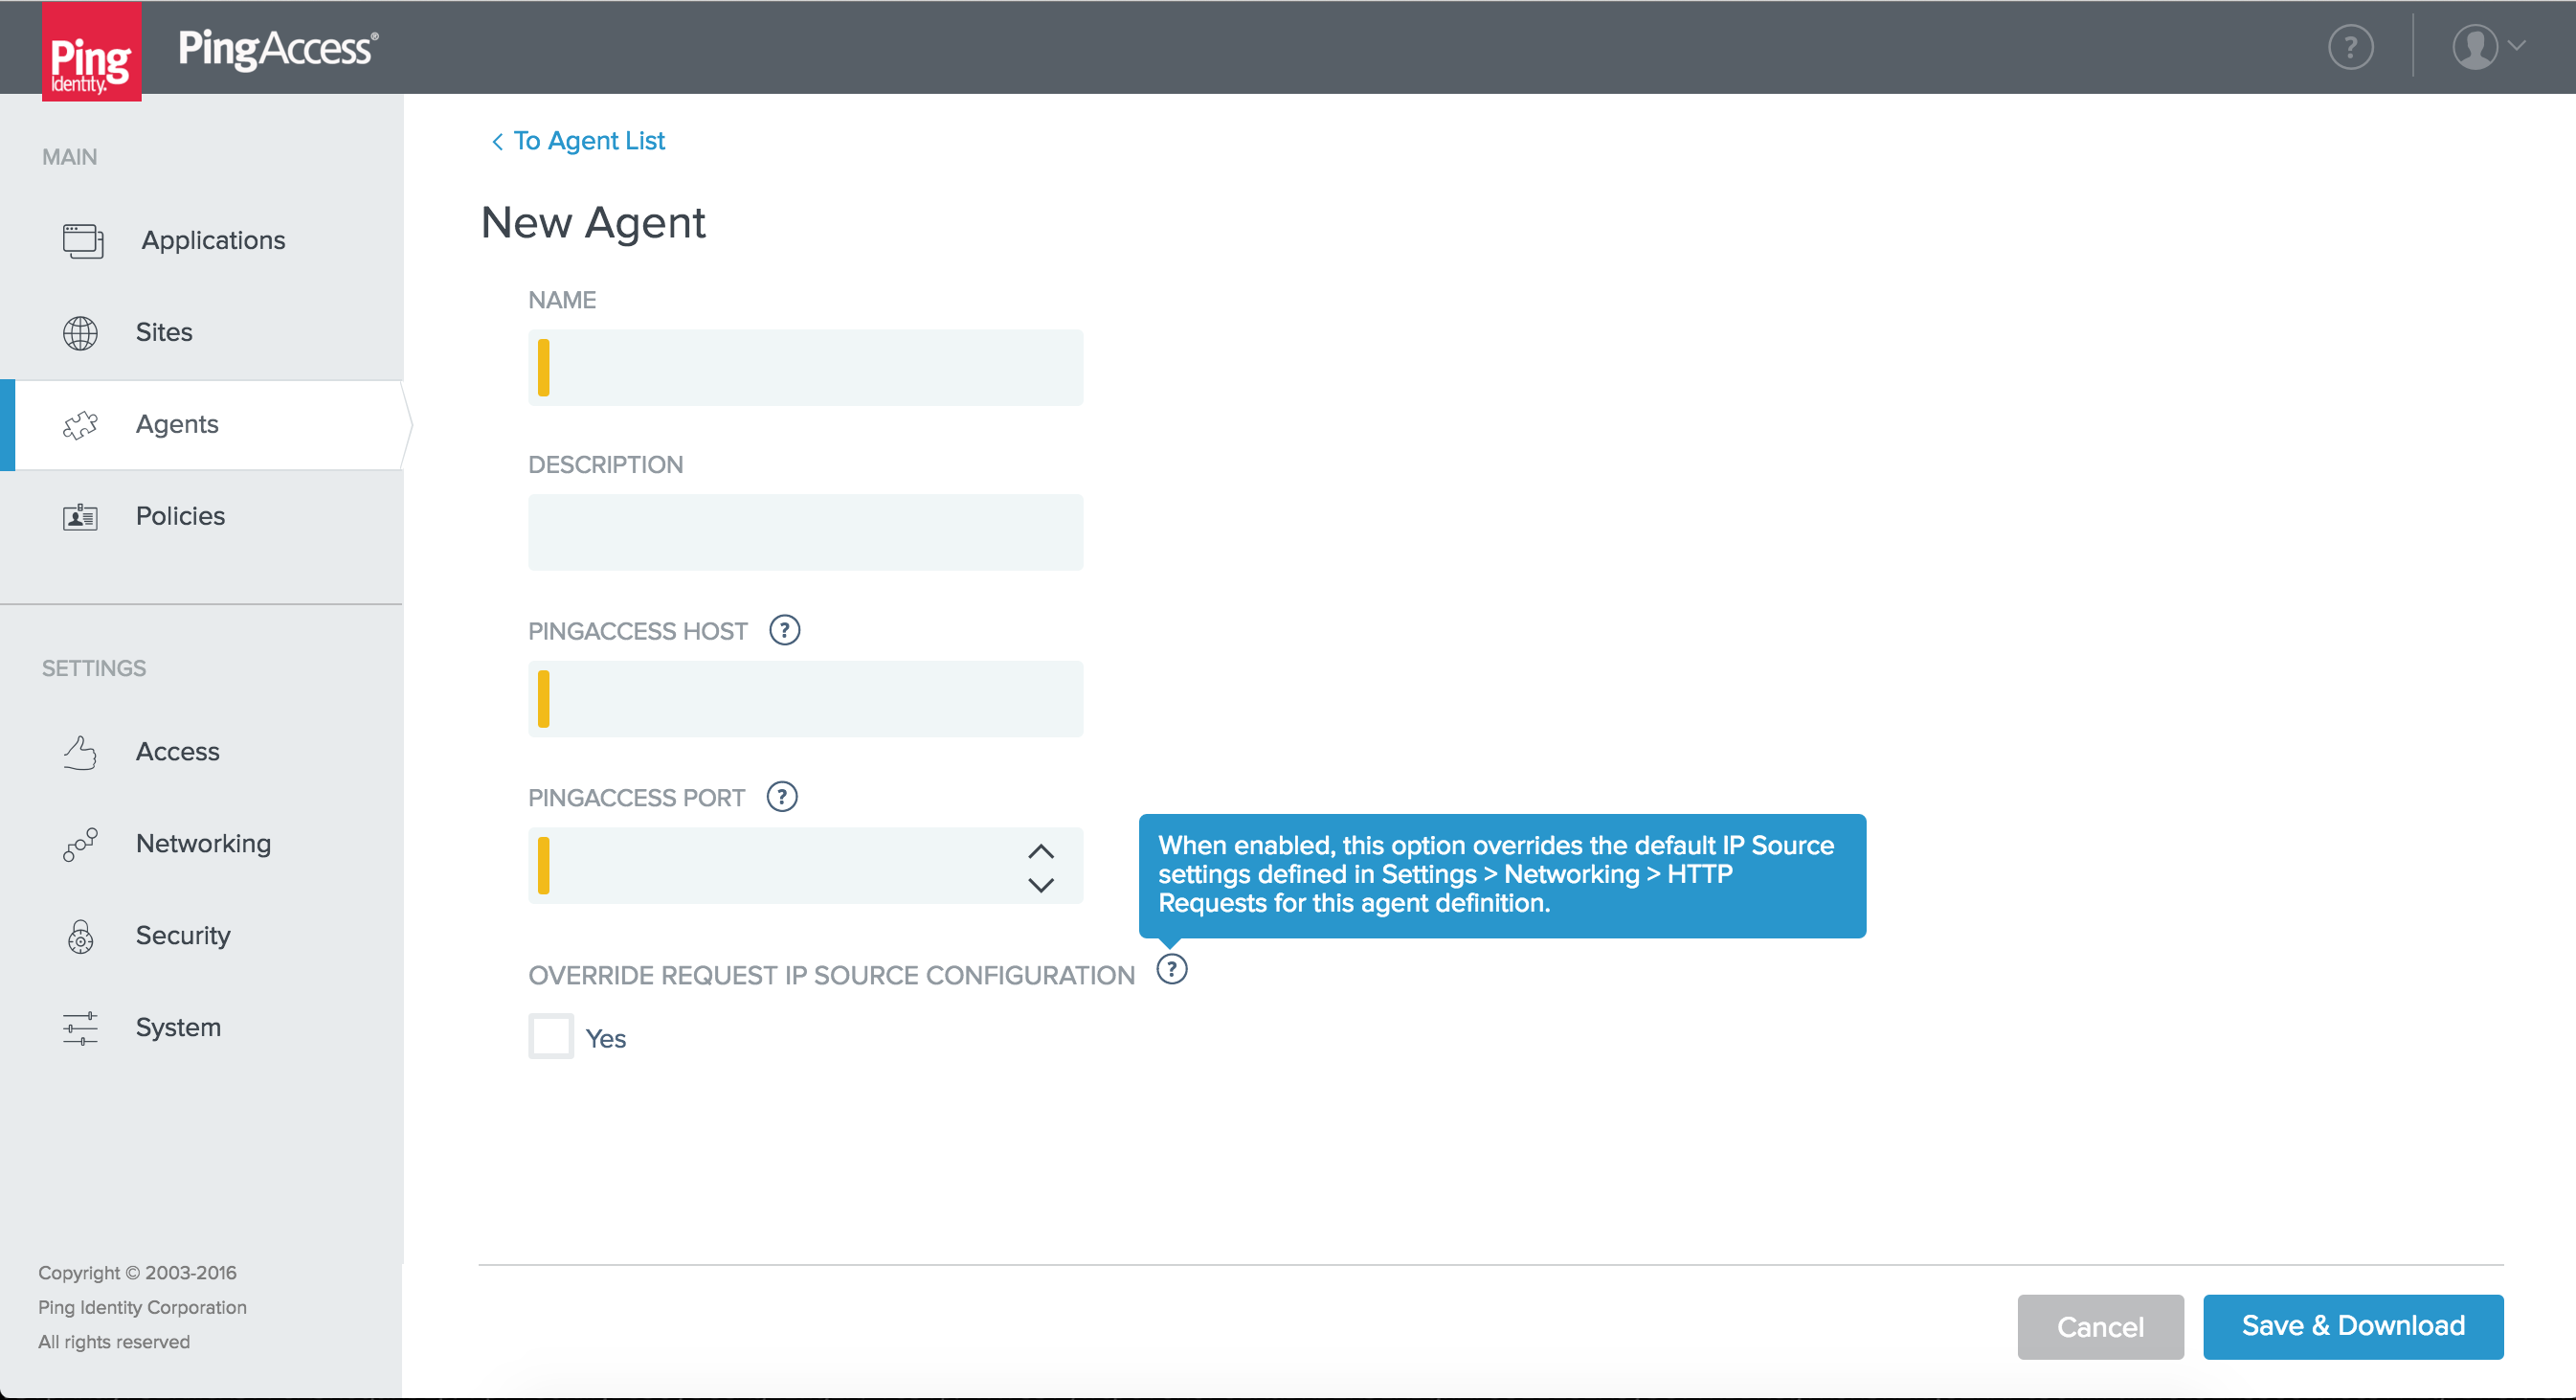 Ping
Identity.
PingAccess®
?
MAIN
Applications
Sites
Agents
Policies
SETTINGS
Access
Networking
Security
System
Copyright © 2003-2016
Ping Identity Corporation
All rights reserved
< To Agent List
New Agent
NAME
DESCRIPTION
PINGACCESS HOST ?
PINGACCESS PORT ?
When enabled, this option overrides the default IP Source
settings defined in Settings > Networking > HTTP
Requests for this agent definition.
OVERRIDE REQUEST IP SOURCE CONFIGURATION ?
Yes
Cancel
Save & Download